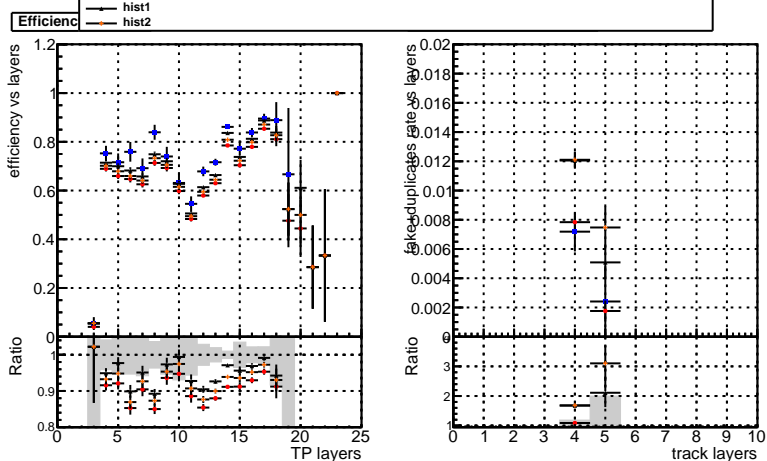 Efficienc
hist1
hist2
efficiency vs layers
1.2
1
0.8
0.6
0.4
0.2
0
Ratio
1
0.9
0.8
0 5 10 15 20 25
TP layers
fake+duplicates rate vs layers
0.02
0.018
0.016
0.014
0.012
0.01
0.008
0.006
0.004
0.002
0
Ratio
3
2
1
0 1 2 3 4 5 6 7 8 9 10
track layers